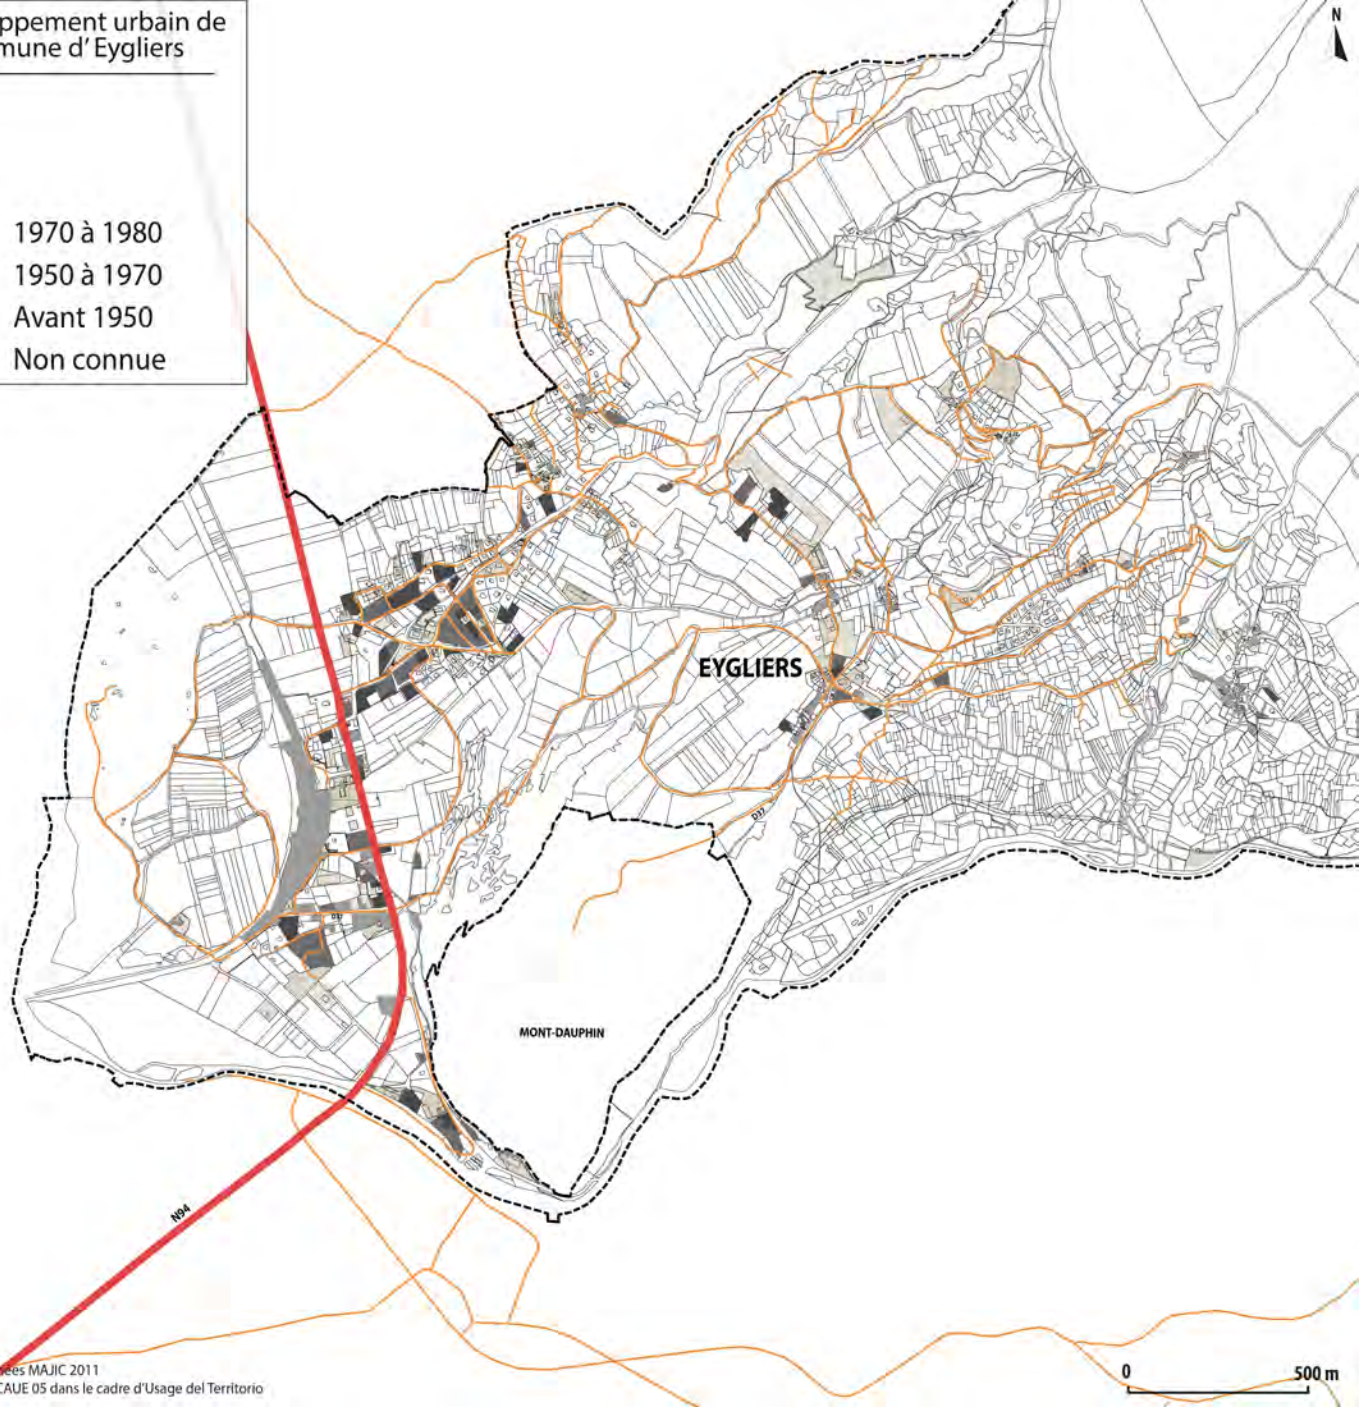 ppement urbain de
mune d' Eygliers
1970 à 1980
1950 à 1970
Avant 1950
Non connue
N
EYGLIERS
D37
D37
MONT-DAUPHIN
N94
ées MAJIC 2011
CAUE 05 dans le cadre d'Usage del Territorio
0
500 m